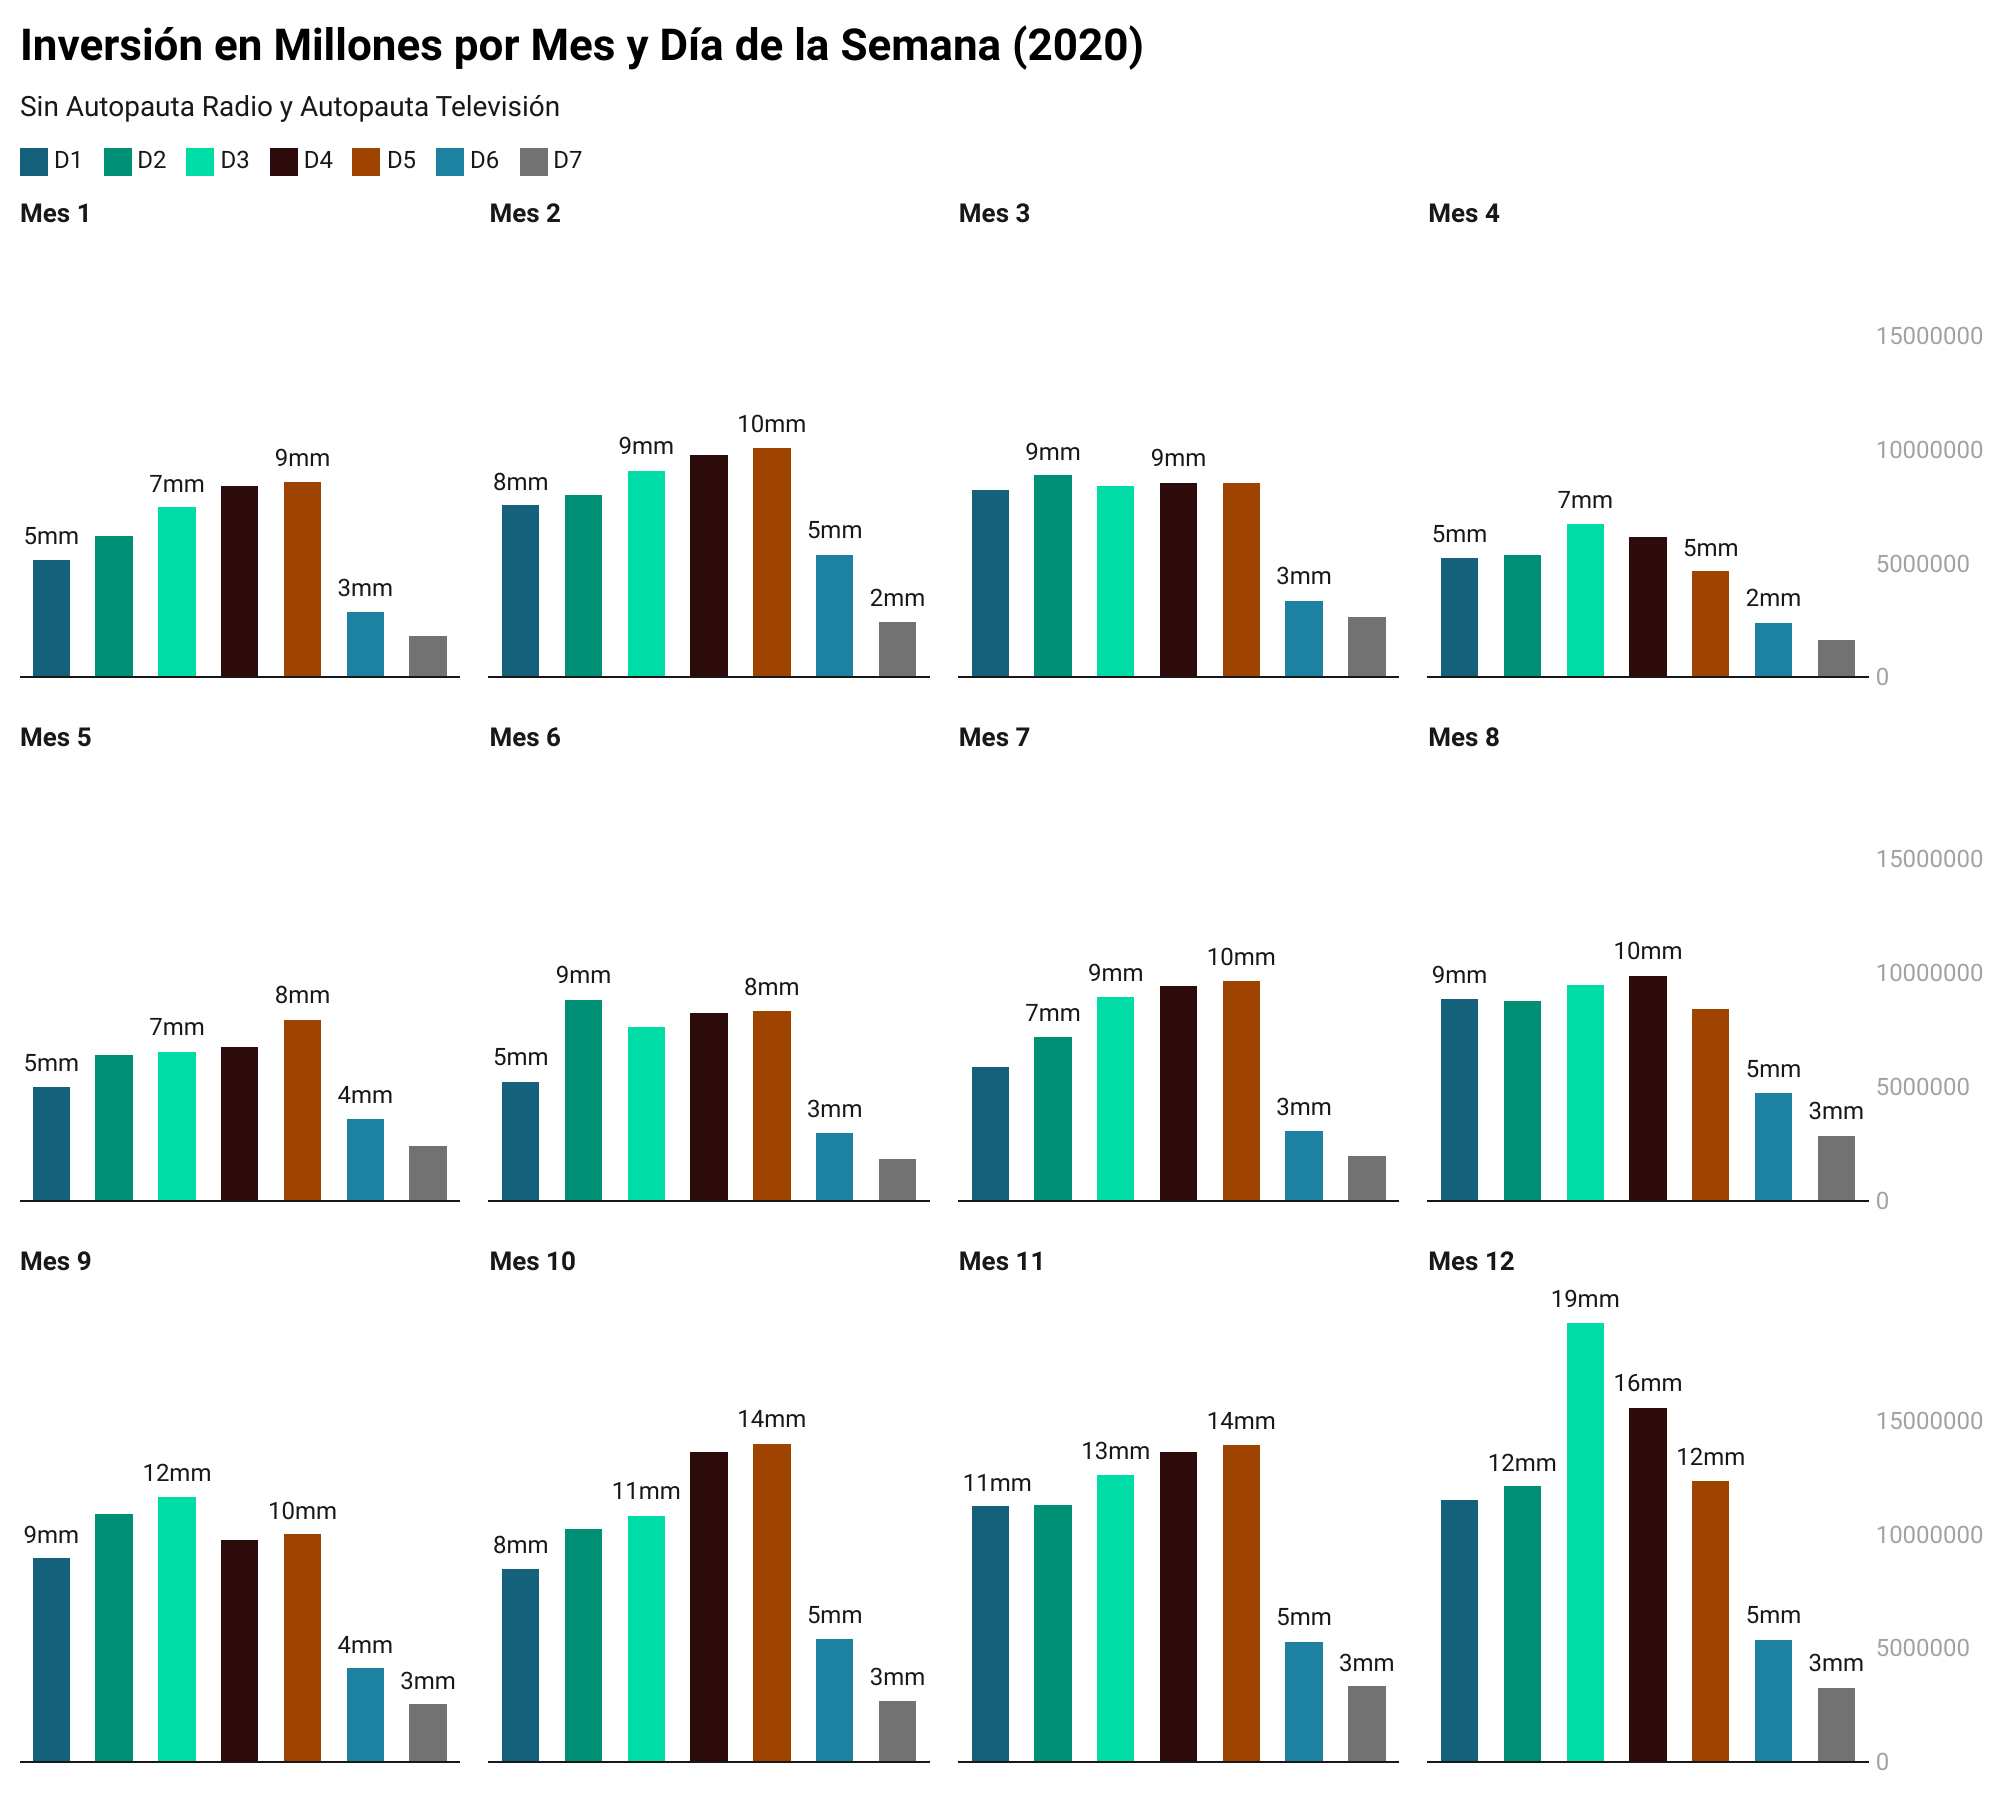 Inversión en Millones por Mes y Día de la Semana (2020)
Sin Autopauta Radio y Autopauta Televisión
D1 D2 D3 D4 D5 D6 D7
Mes 1
5mm 7mm 9mm 3mm
Mes 2
8mm 9mm 10mm 5mm 2mm
Mes 3
9mm 9mm 3mm
Mes 4
5mm 7mm 5mm 2mm
15000000
10000000
5000000
0
Mes 5
5mm 7mm 8mm 4mm
Mes 6
5mm 9mm 8mm 3mm
Mes 7
7mm 9mm 10mm 3mm
Mes 8
9mm 10mm 5mm 3mm
15000000
10000000
5000000
0
Mes 9
9mm 12mm 10mm 4mm 3mm
Mes 10
8mm 11mm 14mm 5mm 3mm
Mes 11
11mm 13mm 14mm 5mm 3mm
Mes 12
12mm 19mm 16mm 12mm 5mm 3mm
15000000
10000000
5000000
0